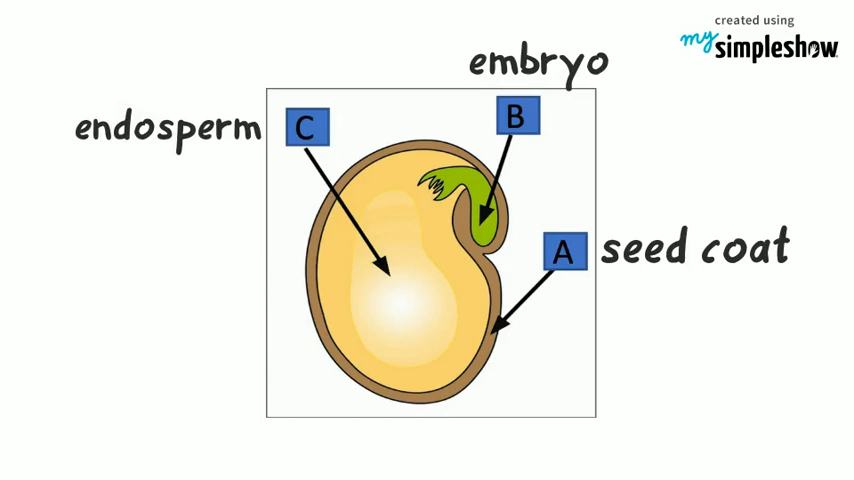 created using
my simpleshow
embryo
endosperm
C
B
A
seed coat